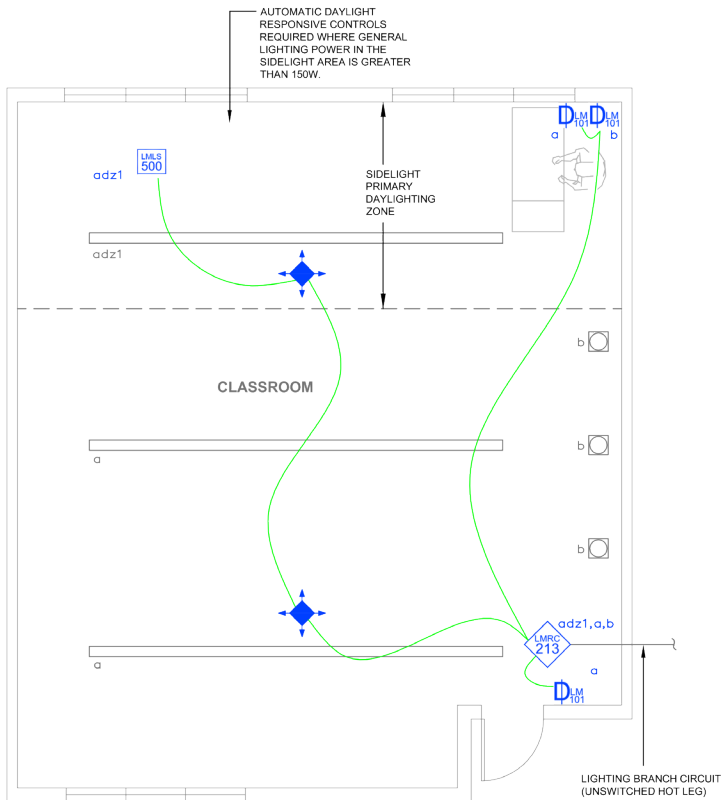 AUTOMATIC DAYLIGHT
RESPONSIVE CONTROLS
REQUIRED WHERE GENERAL
LIGHTING POWER IN THE
SIDELIGHT AREA IS GREATER
THAN 150W.
D LM 101
D LM 101
a
b
LMLS
500
adz1
SIDELIGHT
PRIMARY
DAYLIGHTING
ZONE
adz1
b
CLASSROOM
b
a
b
adz1,a,b
LMRC
213
a
a
D LM 101
LIGHTING BRANCH CIRCUIT
(UNSWITCHED HOT LEG)